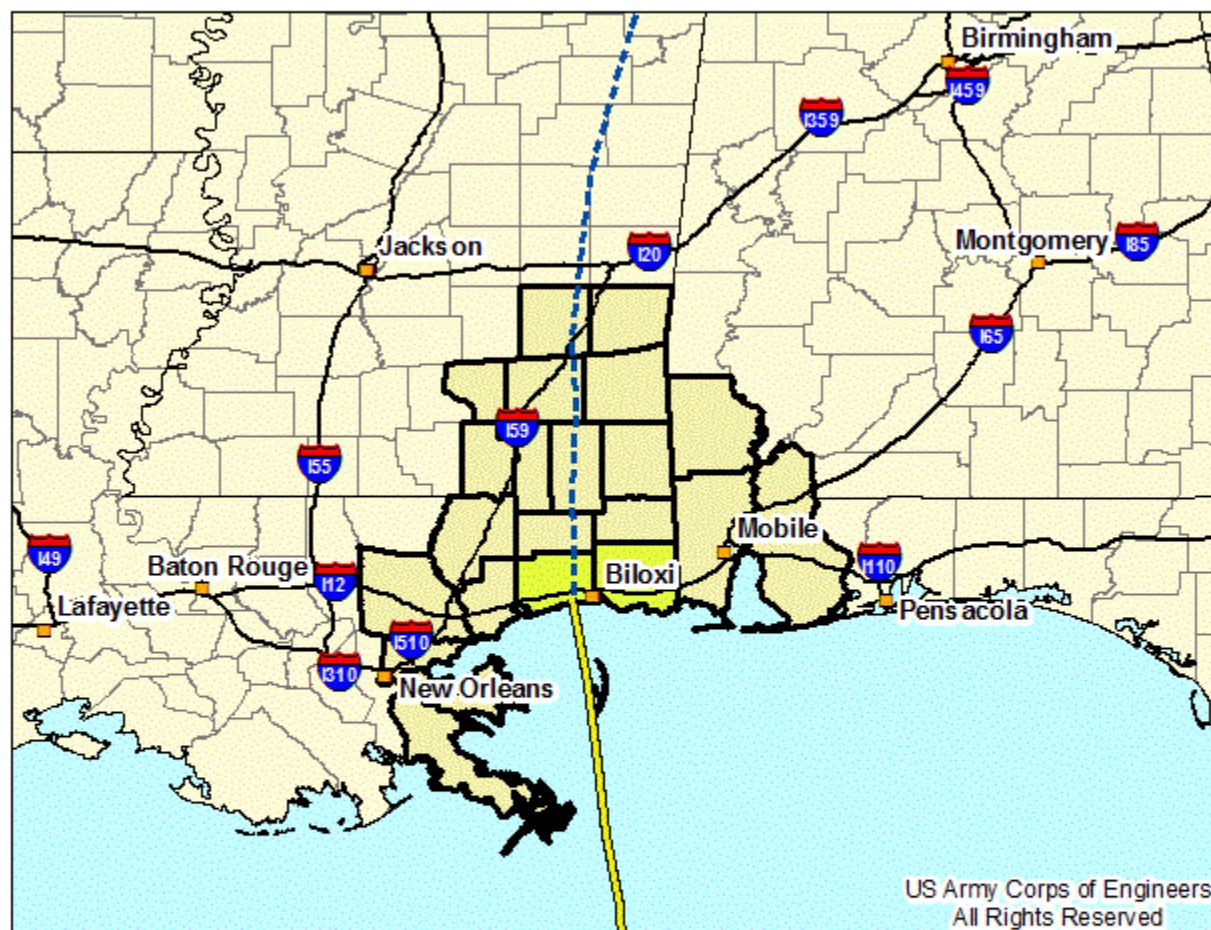 Birmingham
I459
I359
Jackson
I20
Montgomery
I85
I65
I59
I55
Mobile
I49
Baton Rouge
I12
Biloxi
I110
Lafayette
Pensacola
I510
I310
New Orleans
US Army Corps of Engineers
All Rights Reserved